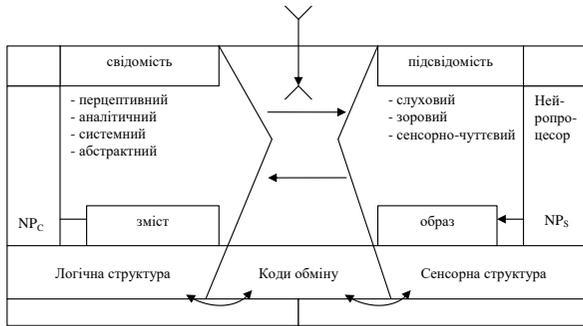 свідомість
підсвідомість
- перцептивний
- аналітичний
- системний
- абстрактний
- слуховий
- зоровий
- сенсорно-чуттєвий
Ней-
ропро-
цесор
NPC
зміст
образ
NPS
Логічна структура
Коди обміну
Сенсорна структура